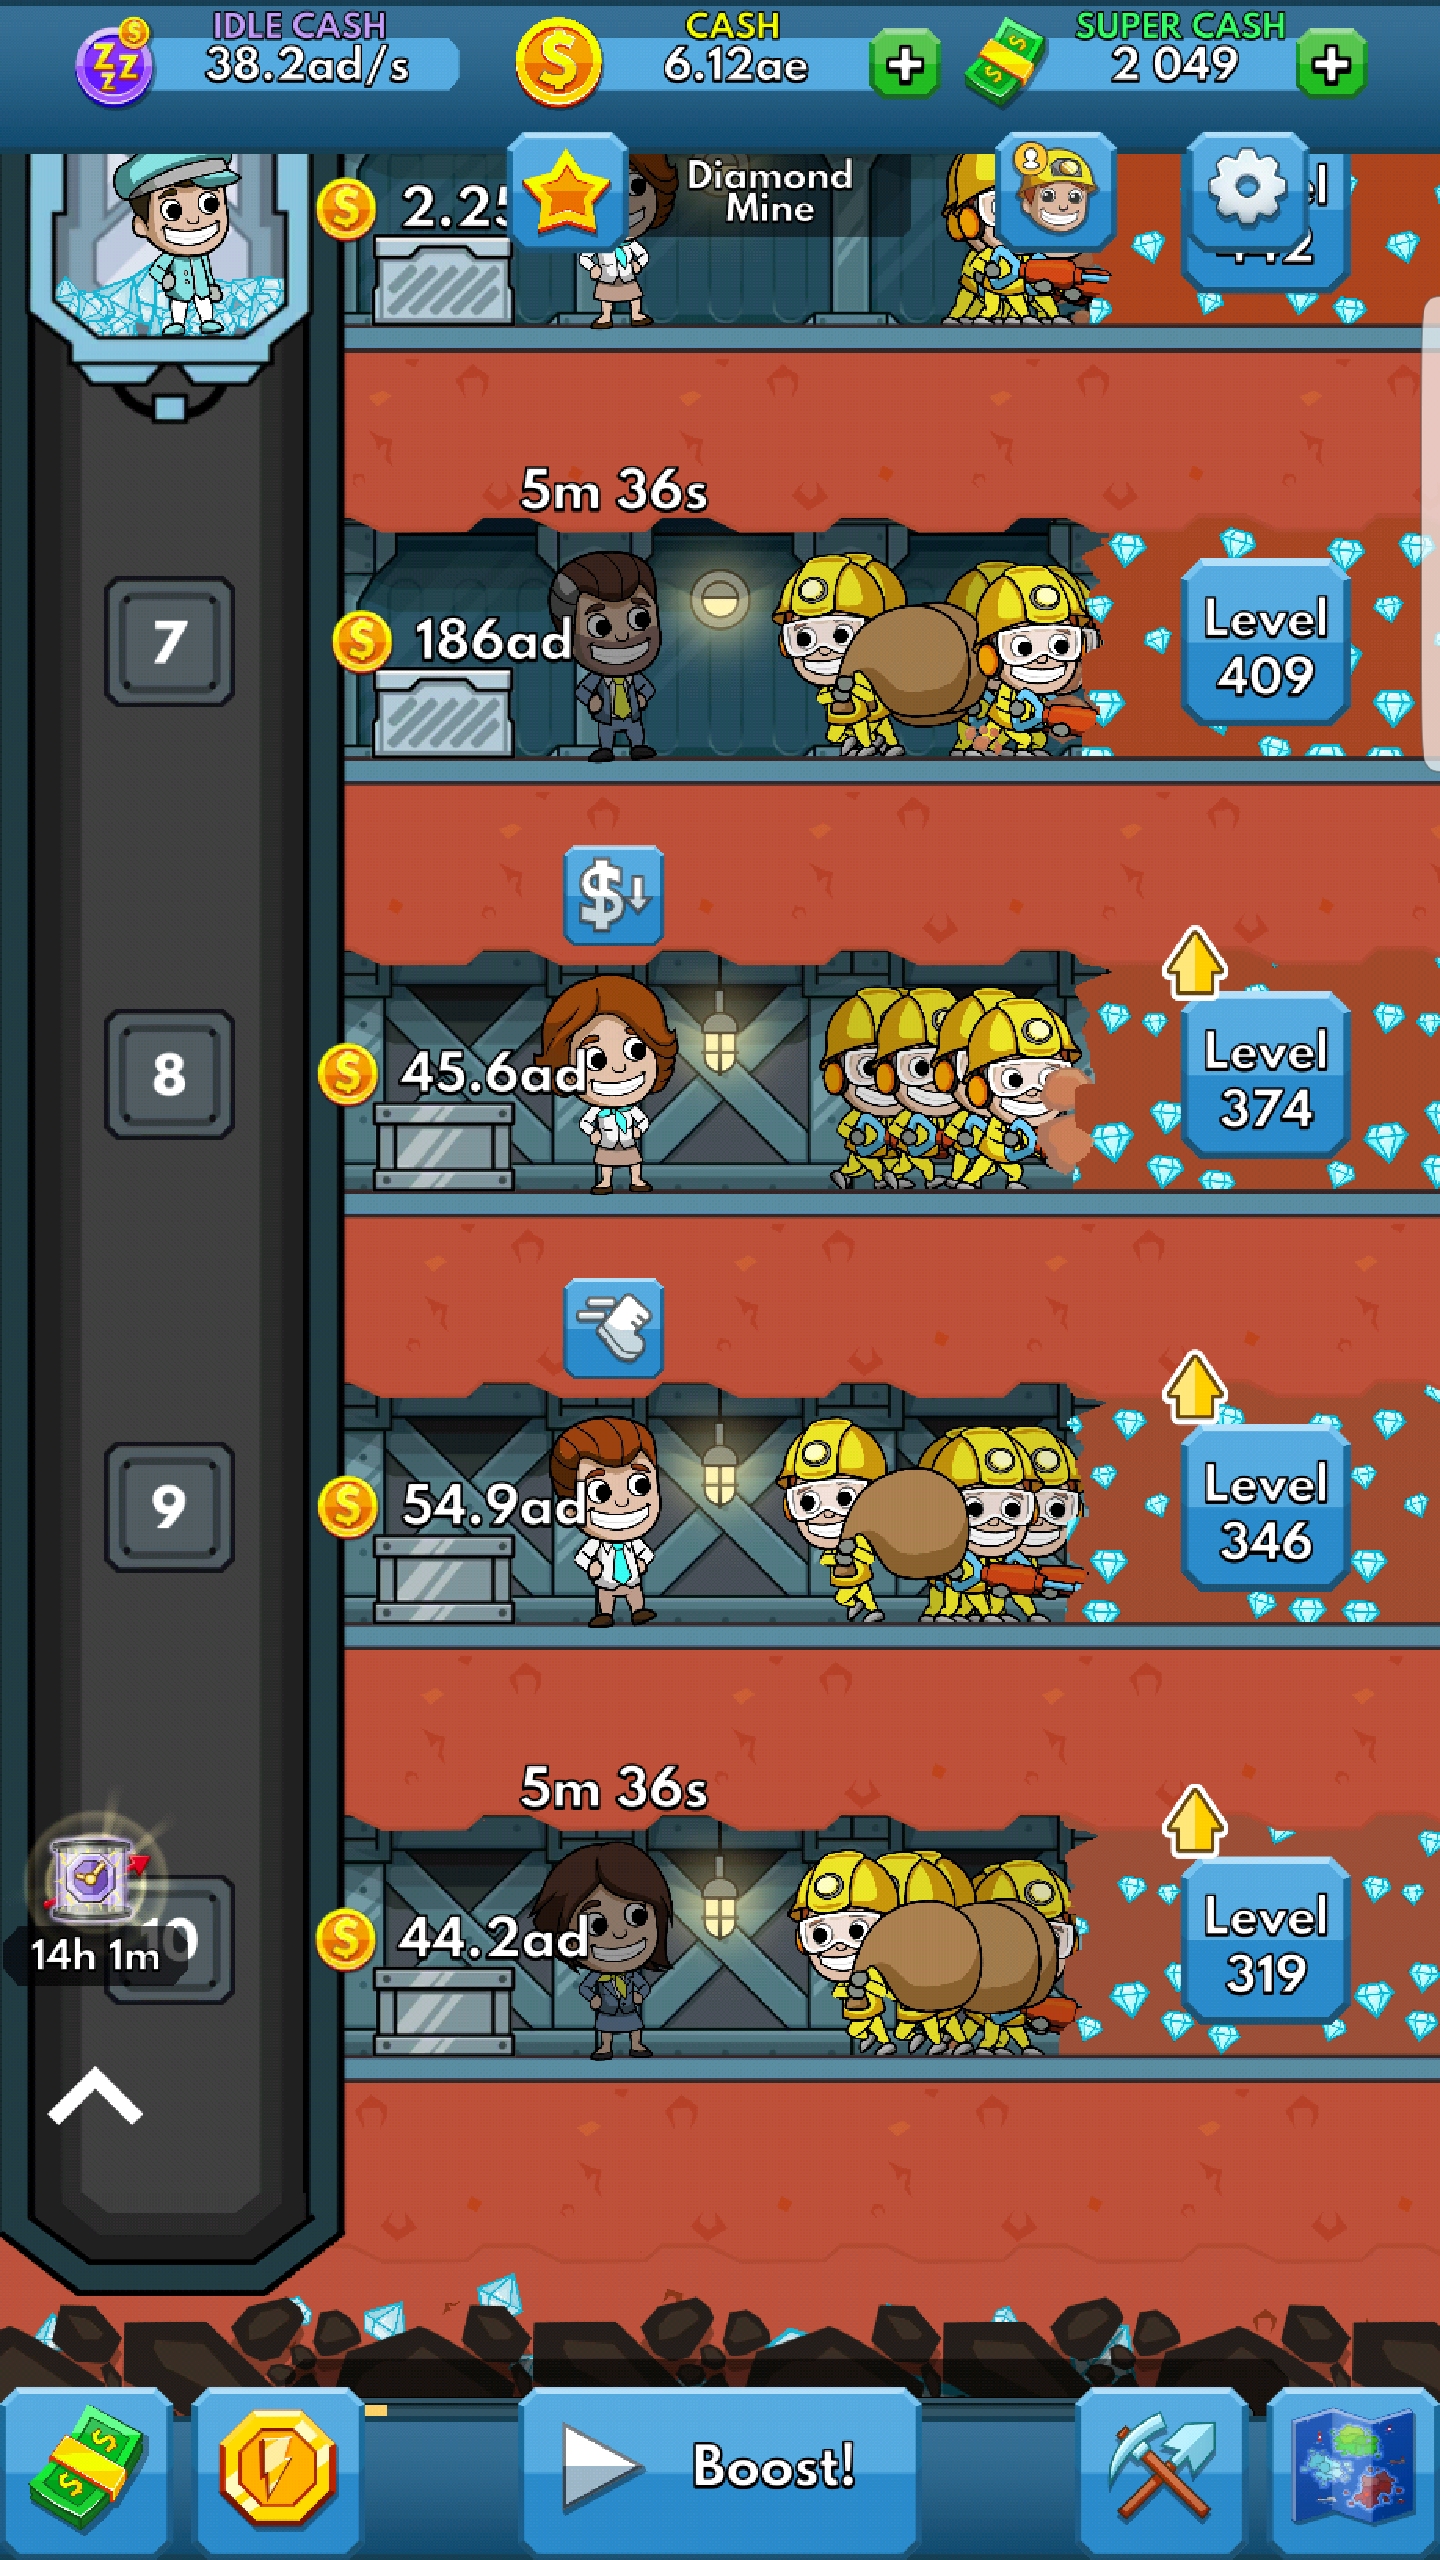 IDLE CASH
38.2ad/s
CASH
6.12ae
SUPER CASH
2 049
Diamond
Mine
5m 36s
7
186ad
Level
409
8
45.6ad
Level
374
9
54.9ad
Level
346
5m 36s
44.2ad
Level
319
14h 1m
Boost!